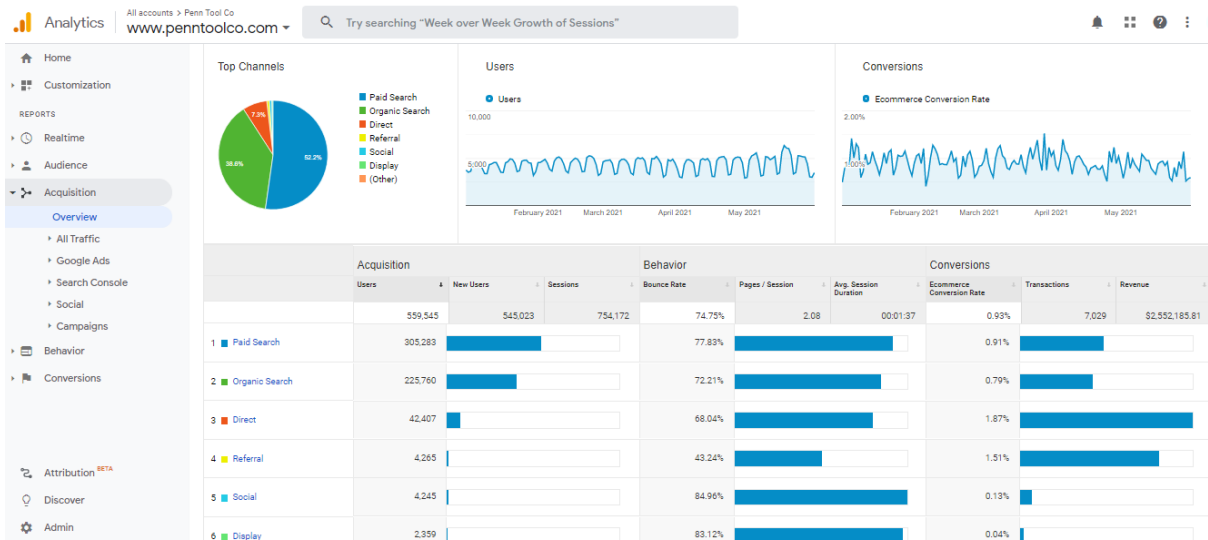 Analytics
All accounts > Penn Tool Co
www.penntoolco.com
Try searching “Week over Week Growth of Sessions”
Home
Customization
REPORTS
Realtime
Audience
Acquisition
Overview
All Traffic
Google Ads
Search Console
Social
Campaigns
Behavior
Conversions
Attribution BETA
Discover
Admin
Top Channels
52.2%
38.6%
7.3%
Paid Search
Organic Search
Direct
Referral
Social
Display
(Other)
Users
Users
10,000
5,000
February 2021 March 2021 April 2021 May 2021
Conversions
Ecommerce Conversion Rate
2.00%
1.00%
February 2021 March 2021 April 2021 May 2021
Acquisition Behavior Conversions
Users New Users Sessions Bounce Rate Pages / Session Avg. Session Duration Ecommerce Conversion Rate Transactions Revenue
559,545 545,023 754,172 74.75% 2.08 00:01:37 0.93% 7,029 $2,552,185.81
1 Paid Search 305,283 77.83% 0.91%
2 Organic Search 225,760 72.21% 0.79%
3 Direct 42,407 68.04% 1.87%
4 Referral 4,265 43.24% 1.51%
5 Social 4,245 84.96% 0.13%
6 Display 2,359 83.12% 0.04%